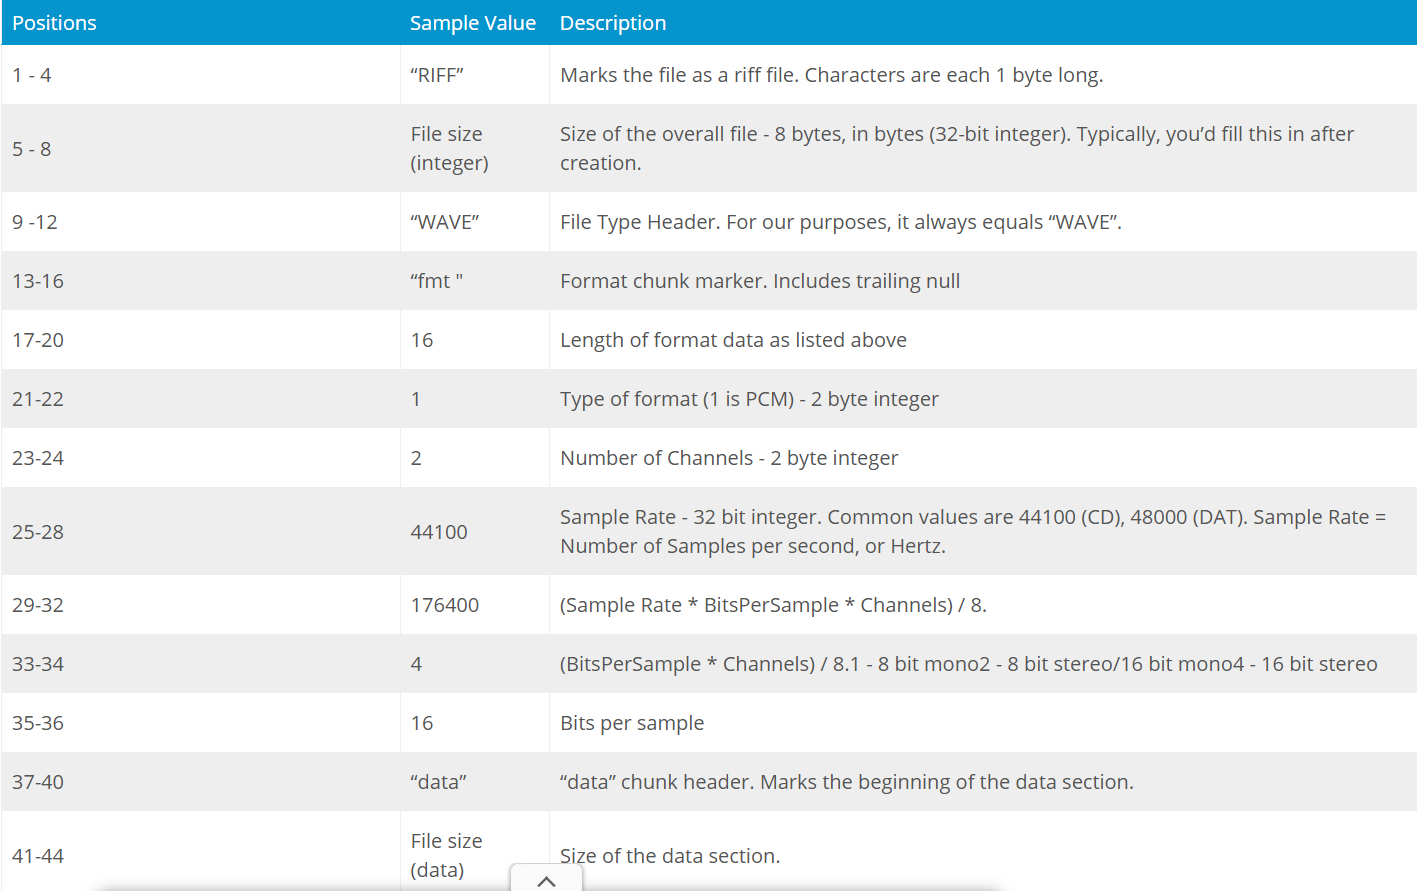 Positions Sample Value Description
1 - 4 “RIFF” Marks the file as a riff file. Characters are each 1 byte long.
5 - 8 File size (integer) Size of the overall file - 8 bytes, in bytes (32-bit integer). Typically, you’d fill this in after
creation.
9 -12 “WAVE” File Type Header. For our purposes, it always equals “WAVE”.
13-16 “fmt " Format chunk marker. Includes trailing null
17-20 16 Length of format data as listed above
21-22 1 Type of format (1 is PCM) - 2 byte integer
23-24 2 Number of Channels - 2 byte integer
25-28 44100 Sample Rate - 32 bit integer. Common values are 44100 (CD), 48000 (DAT). Sample Rate =
Number of Samples per second, or Hertz.
29-32 176400 (Sample Rate * BitsPerSample * Channels) / 8.
33-34 4 (BitsPerSample * Channels) / 8.1 - 8 bit mono2 - 8 bit stereo/16 bit mono4 - 16 bit stereo
35-36 16 Bits per sample
37-40 “data” “data” chunk header. Marks the beginning of the data section.
41-44 File size (data) Size of the data section.